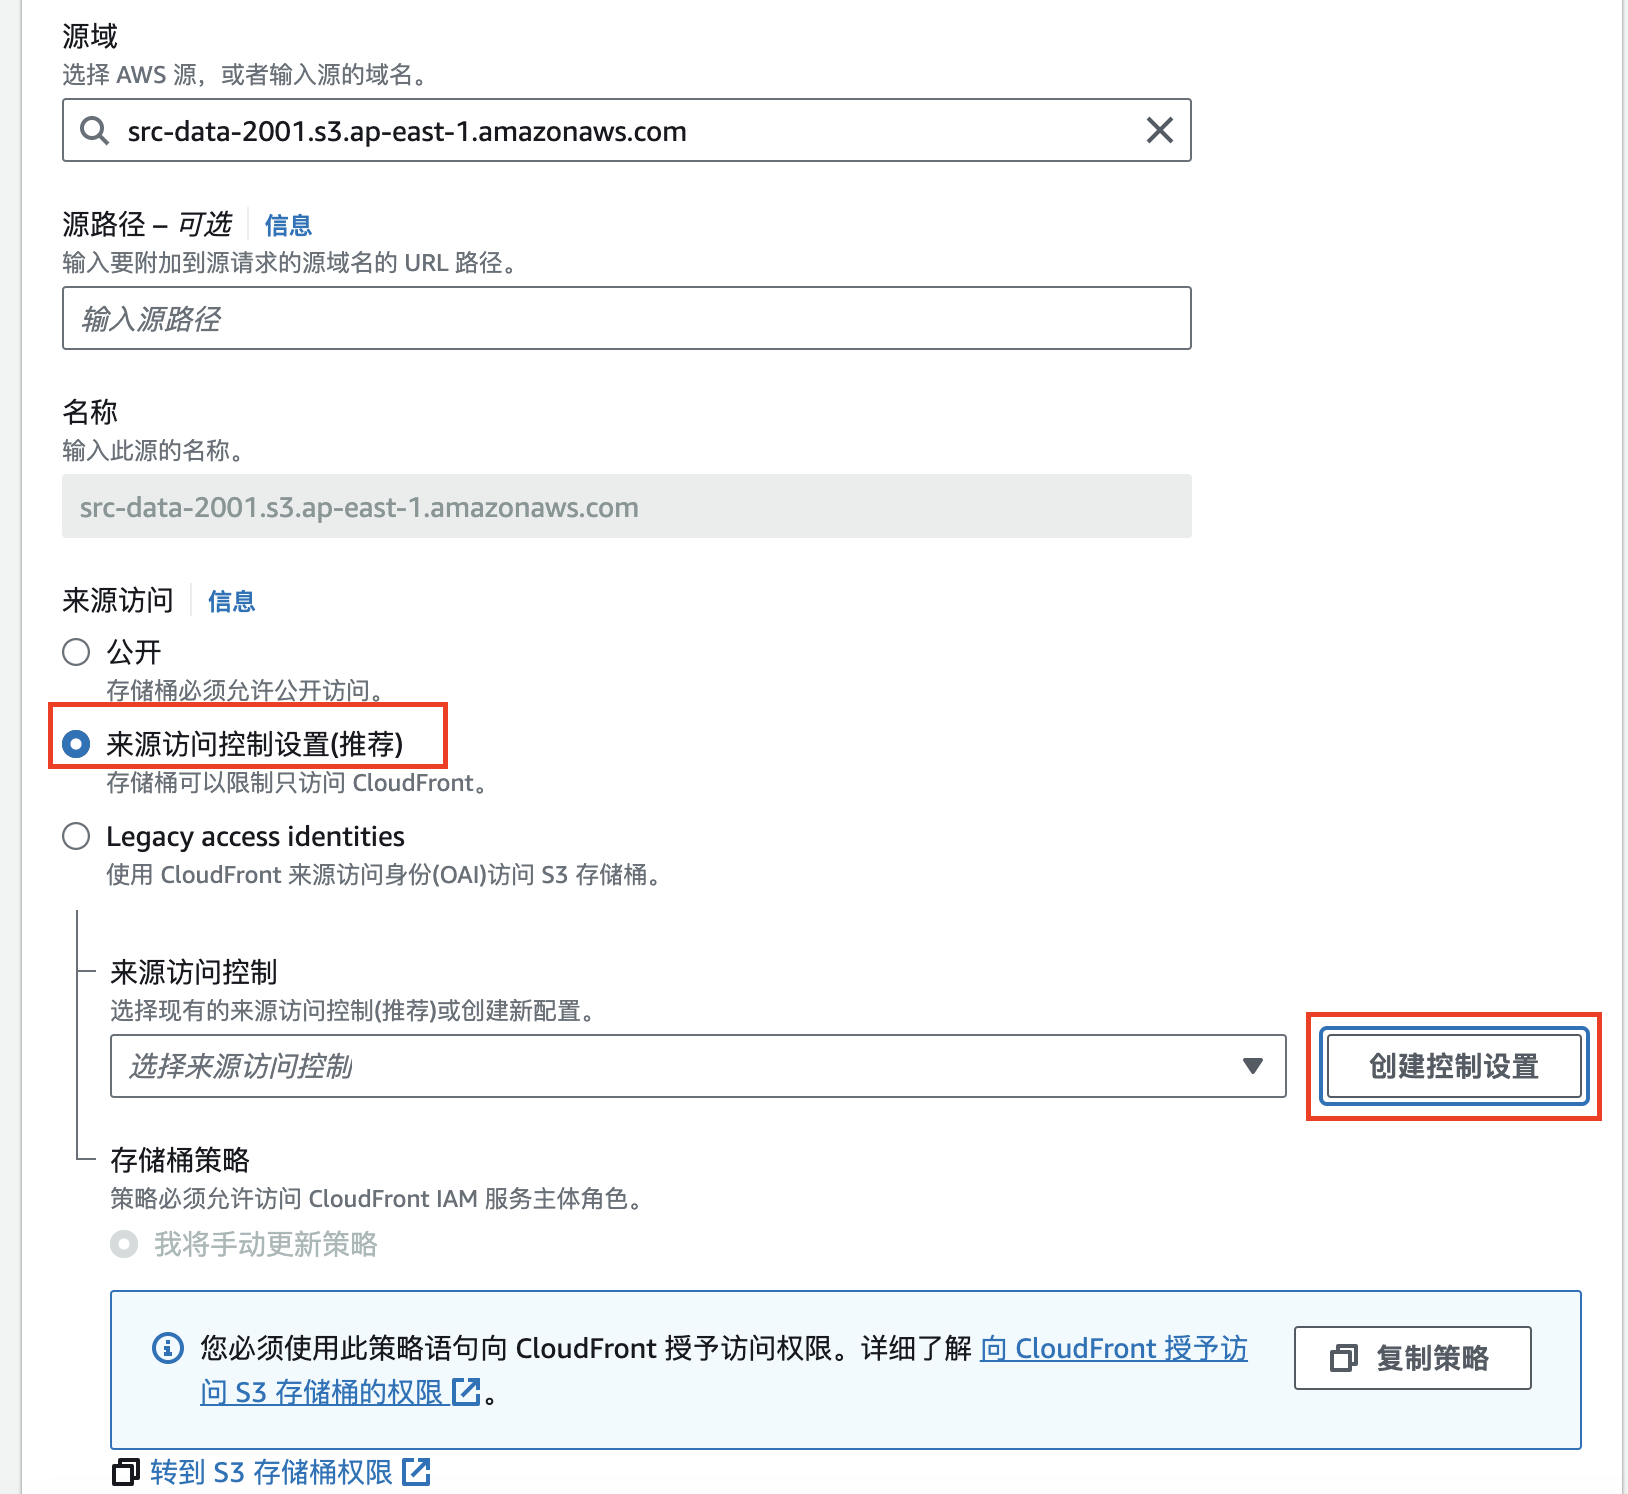 源域
选择 AWS 源，或者输入源的域名。
src-data-2001.s3.ap-east-1.amazonaws.com
源路径 – 可选 信息
输入要附加到源请求的源域名的 URL 路径。
输入源路径
名称
输入此源的名称。
src-data-2001.s3.ap-east-1.amazonaws.com
来源访问 信息
公开
存储桶必须允许公开访问。
来源访问控制设置(推荐)
存储桶可以限制只访问 CloudFront。
Legacy access identities
使用 CloudFront 来源访问身份(OAI)访问 S3 存储桶。
来源访问控制
选择现有的来源访问控制(推荐)或创建新配置。
选择来源访问控制
创建控制设置
存储桶策略
策略必须允许访问 CloudFront IAM 服务主体角色。
我将手动更新策略
您必须使用此策略语句向 CloudFront 授予访问权限。详细了解 向 CloudFront 授予访
问 S3 存储桶的权限。
复制策略
转到 S3 存储桶权限